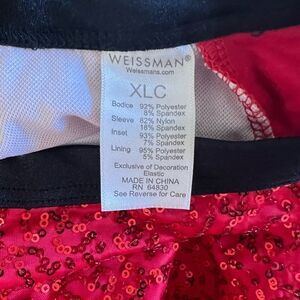 WEISSMAN®
Weissmans.com
XLC
Bodice 92% Polyester
8% Spandex
Sleeve 82% Nylon
18% Spandex
Inset 93% Polyester
7% Spandex
Lining 95% Polyester
5% Spandex
Exclusive of Decoration
Elastic
MADE IN CHINA
RN 64830
See Reverse for Care